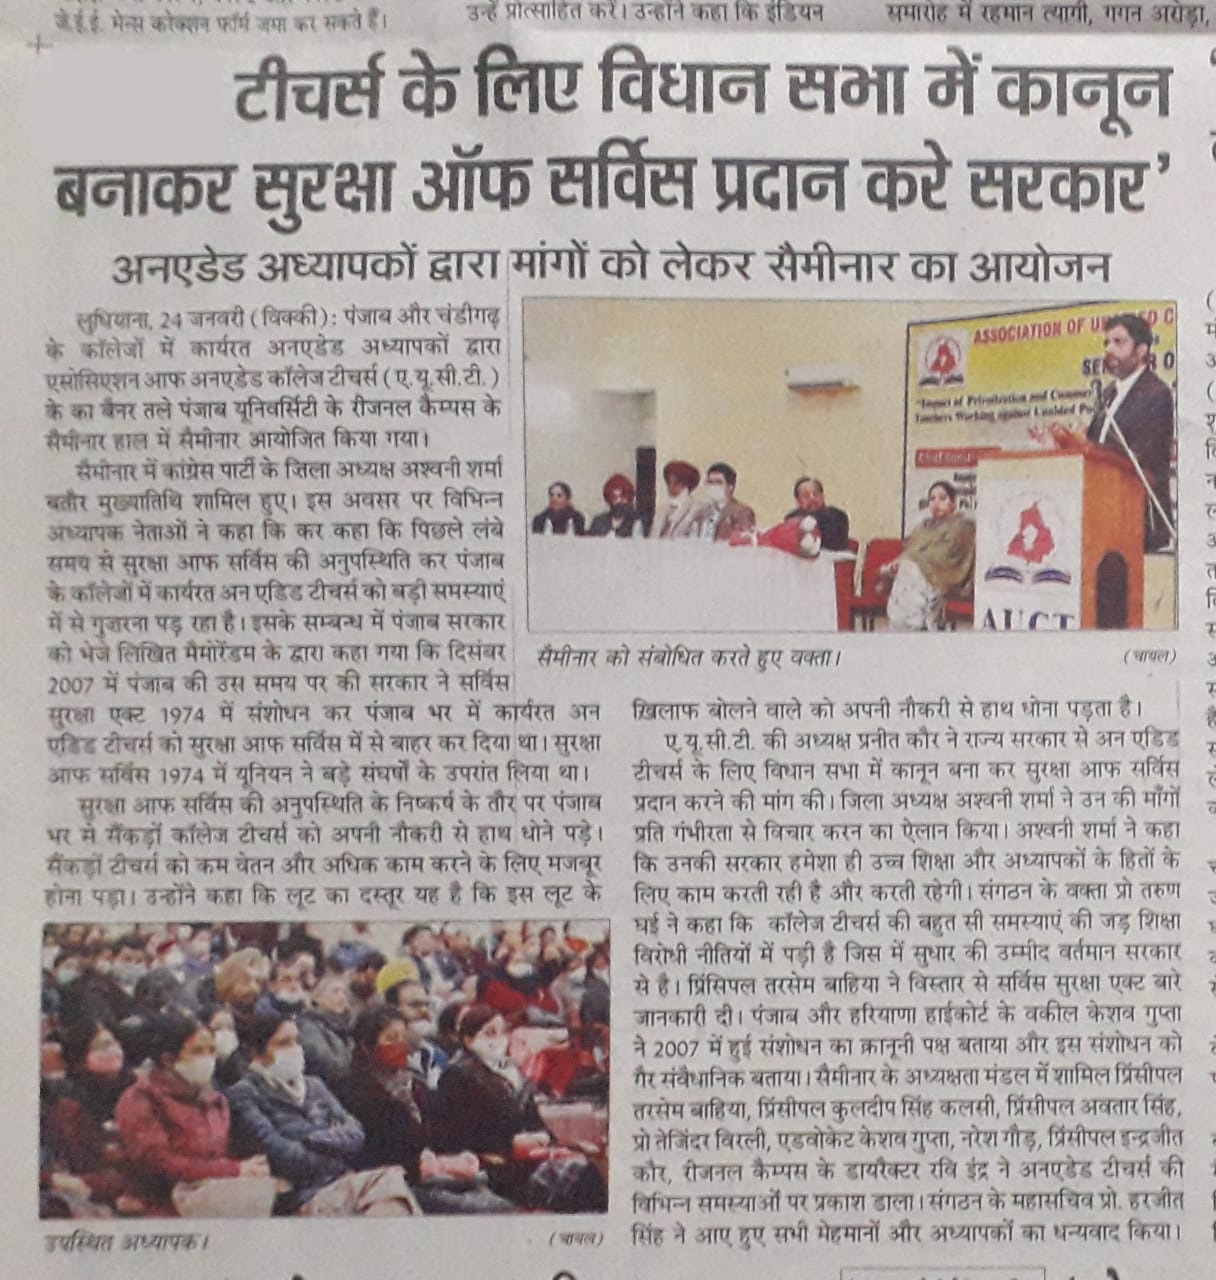 जे.ई.ई. मेन्स करेक्शन फॉर्म जमा कर सकते हैं।
उन्हें प्रोत्साहित करें। उन्होंने कहा कि इंडियन
समारोह में रहमान त्यागी, गगन अरोड़ा,
टीचर्स के लिए विधान सभा में कानून
बनाकर सुरक्षा ऑफ सर्विस प्रदान करे सरकार’
अनएडेड अध्यापकों द्वारा मांगों को लेकर सैमीनार का आयोजन
लुधियाना, 24 जनवरी (विक्की): पंजाब और चंडीगढ़
के कॉलेजों में कार्यरत अनएडेड अध्यापकों द्वारा
एसोसिएशन आफ अनएडेड कॉलेज टीचर्स (ए.यू.सी.टी.)
के का बैनर तले पंजाब यूनिवर्सिटी के रीजनल कैम्पस के
सैमीनार हाल में सैमीनार आयोजित किया गया।
सैमीनार में कांग्रेस पार्टी के जिला अध्यक्ष अश्वनी शर्मा
बतौर मुख्यातिथि शामिल हुए। इस अवसर पर विभिन्न
अध्यापक नेताओं ने कहा कि कर कहा कि पिछले लंबे
समय से सुरक्षा आफ सर्विस की अनुपस्थिति कर पंजाब
के कॉलेजों में कार्यरत अन एडिड टीचर्स को बड़ी समस्याएं
में से गुज़रना पड़ रहा है। इसके सम्बन्ध में पंजाब सरकार
को भेजे लिखित मैमोरेंडम के द्वारा कहा गया कि दिसंबर
2007 में पंजाब की उस समय पर की सरकार ने सर्विस
सुरक्षा एक्ट 1974 में संशोधन कर पंजाब भर में कार्यरत अन
एडिड टीचर्स को सुरक्षा आफ सर्विस में से बाहर कर दिया था। सुरक्षा
आफ सर्विस 1974 में यूनियन ने बड़े संघर्षों के उपरांत लिया था।
सुरक्षा आफ सर्विस की अनुपस्थिति के निष्कर्ष के तौर पर पंजाब
भर में सैंकड़ों कॉलेज टीचर्स को अपनी नौकरी से हाथ धोने पड़े।
सैंकड़ों टीचर्स को कम वेतन और अधिक काम करने के लिए मजबूर
होना पड़ा। उन्होंने कहा कि लूट का दस्तूर यह है कि इस लूट के
ASSOCIATION OF UN D C
"Impact of Privatization and Commer
Teachers Working against Unaided Po
AUCT
सैमीनार को संबोधित करते हुए वक्ता। (चायल)
ख़िलाफ बोलने वाले को अपनी नौकरी से हाथ धोना पड़ता है।
ए.यू.सी.टी. की अध्यक्ष प्रनीत कौर ने राज्य सरकार से अन एडिड
टीचर्स के लिए विधान सभा में कानून बना कर सुरक्षा आफ सर्विस
प्रदान करने की मांग की। जिला अध्यक्ष अश्वनी शर्मा ने उन की माँगों
प्रति गंभीरता से विचार करन का ऐलान किया। अश्वनी शर्मा ने कहा
कि उनकी सरकार हमेशा ही उच्च शिक्षा और अध्यापकों के हितों के
लिए काम करती रही है और करती रहेगी। संगठन के वक्ता प्रो तरुण
घई ने कहा कि कॉलेज टीचर्स की बहुत सी समस्याएं की जड़ शिक्षा
विरोधी नीतियों में पड़ी है जिस में सुधार की उम्मीद वर्तमान सरकार
से है। प्रिंसिपल तरसेम बाहिया ने विस्तार से सर्विस सुरक्षा एक्ट बारे
जानकारी दी। पंजाब और हरियाणा हाईकोर्ट के वकील केशव गुप्ता
ने 2007 में हुई संशोधन का क़ानूनी पक्ष बताया और इस संशोधन को
गैर संवैधानिक बताया। सैमीनार के अध्यक्षता मंडल में शामिल प्रिंसीपल
तरसेम बाहिया, प्रिंसीपल कुलदीप सिंह कलसी, प्रिंसीपल अवतार सिंह,
प्रो तेजिंदर विरली, एडवोकेट केशव गुप्ता, नरेश गौड़, प्रिंसीपल इन्द्रजीत
कौर, रीजनल कैम्पस के डायरैक्टर रवि इंद्र ने अनएडेड टीचर्स की
विभिन्न समस्याओं पर प्रकाश डाला। संगठन के महासचिव प्रो. हरजीत
सिंह ने आए हुए सभी मेहमानों और अध्यापकों का धन्यवाद किया।
उपस्थित अध्यापक। (चायल)